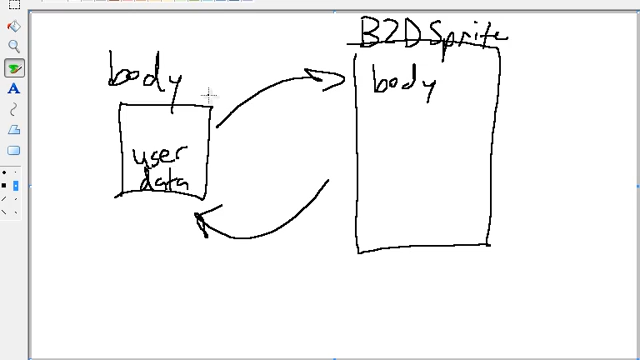 B2DSprite
body
body
user
data